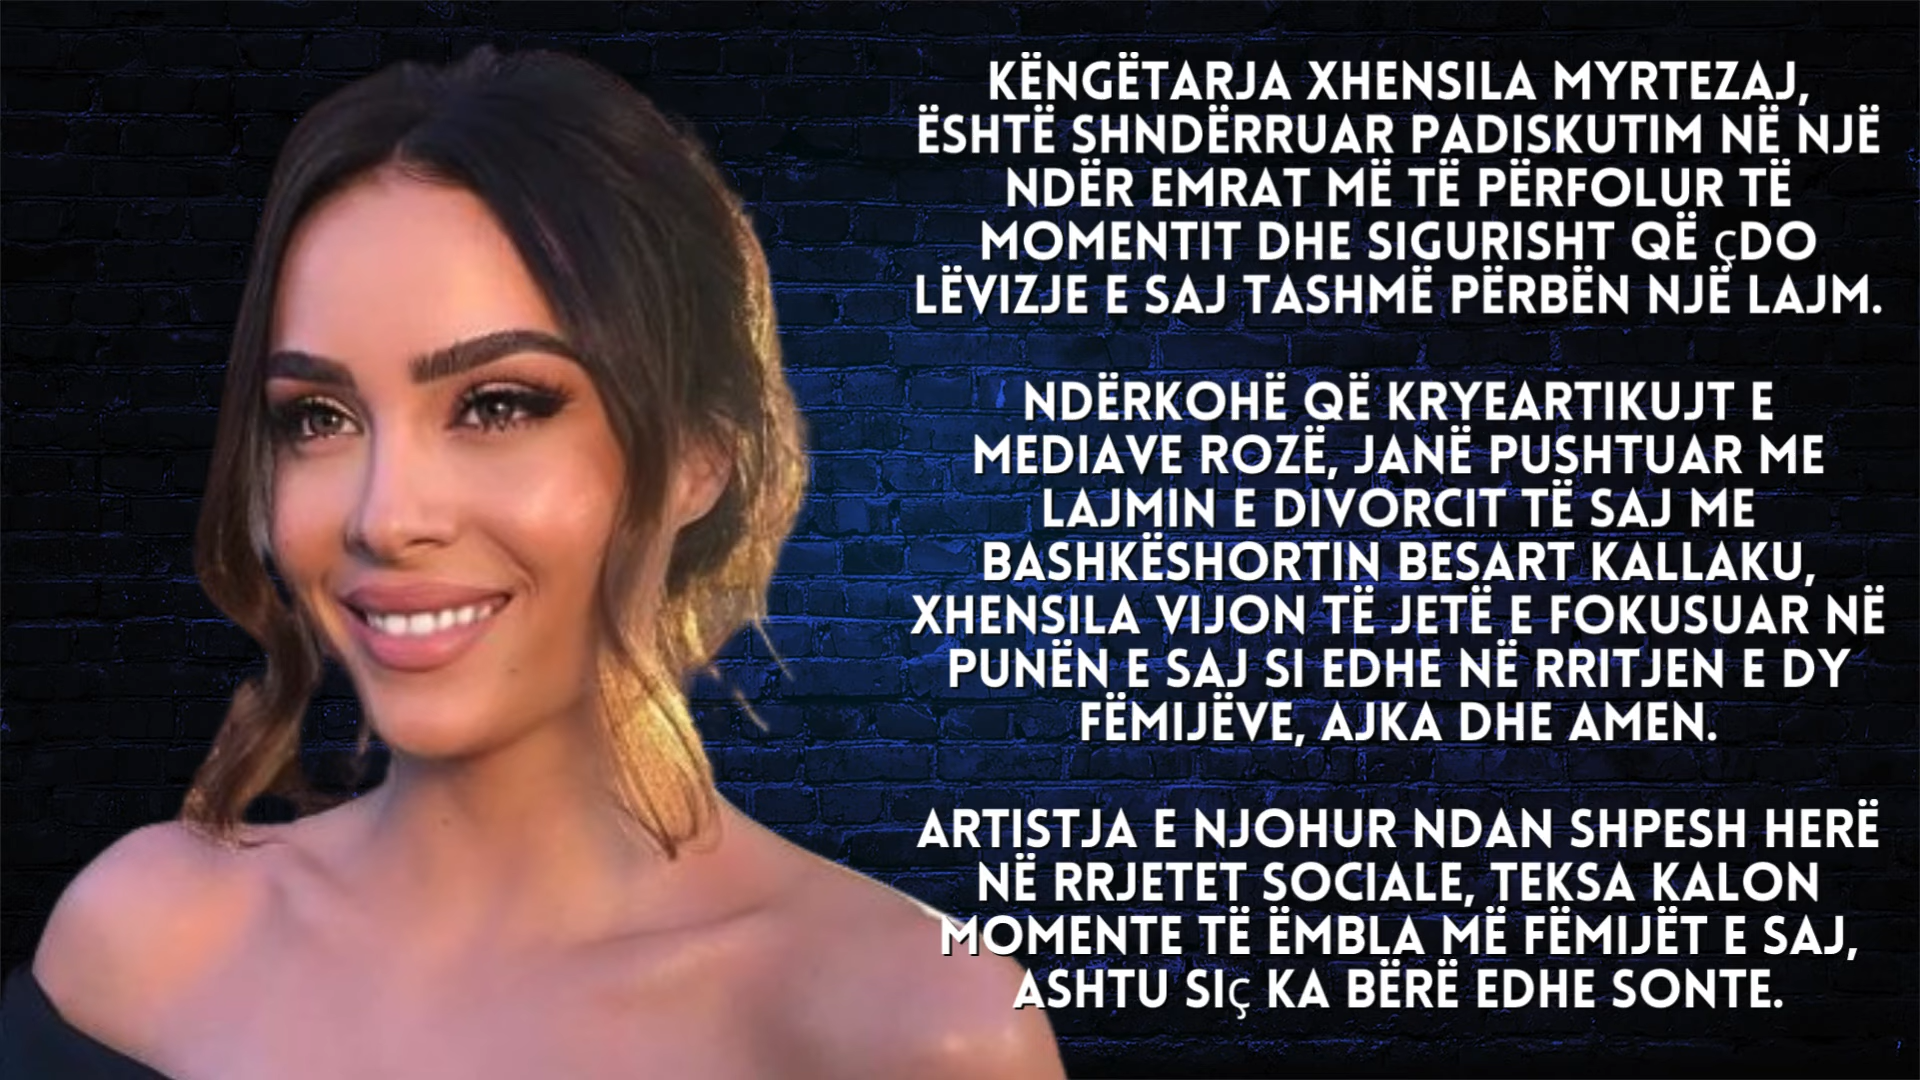 KËNGËTARJA XHENSILA MYRTEZAJ,
ËSHTË SHNDËRRUAR PADISKUTIM NË NJË
NDËR EMRAT MË TË PËRFOLUR TË
MOMENTIT DHE SIGURISHT QË çDO
LËVIZJE E SAJ TASHMË PËRBËN NJË LAJM.
NDËRKOHË QË KRYEARTIKUJT E
MEDIAVE ROZË, JANË PUSHTUAR ME
LAJMIN E DIVORCIT TË SAJ ME
BASHKËSHORTIN BESART KALLAKU,
XHENSILA VIJON TË JETË E FOKUSUAR NË
PUNËN E SAJ SI EDHE NË RRITJEN E DY
FËMIJËVE, AJKA DHE AMEN.
ARTISTJA E NJOHUR NDAN SHPESH HERË
NË RRJETET SOCIALE, TEKSA KALON
MOMENTE TË ËMBLA MË FËMIJËT E SAJ,
ASHTU SIç KA BËRË EDHE SONTE.